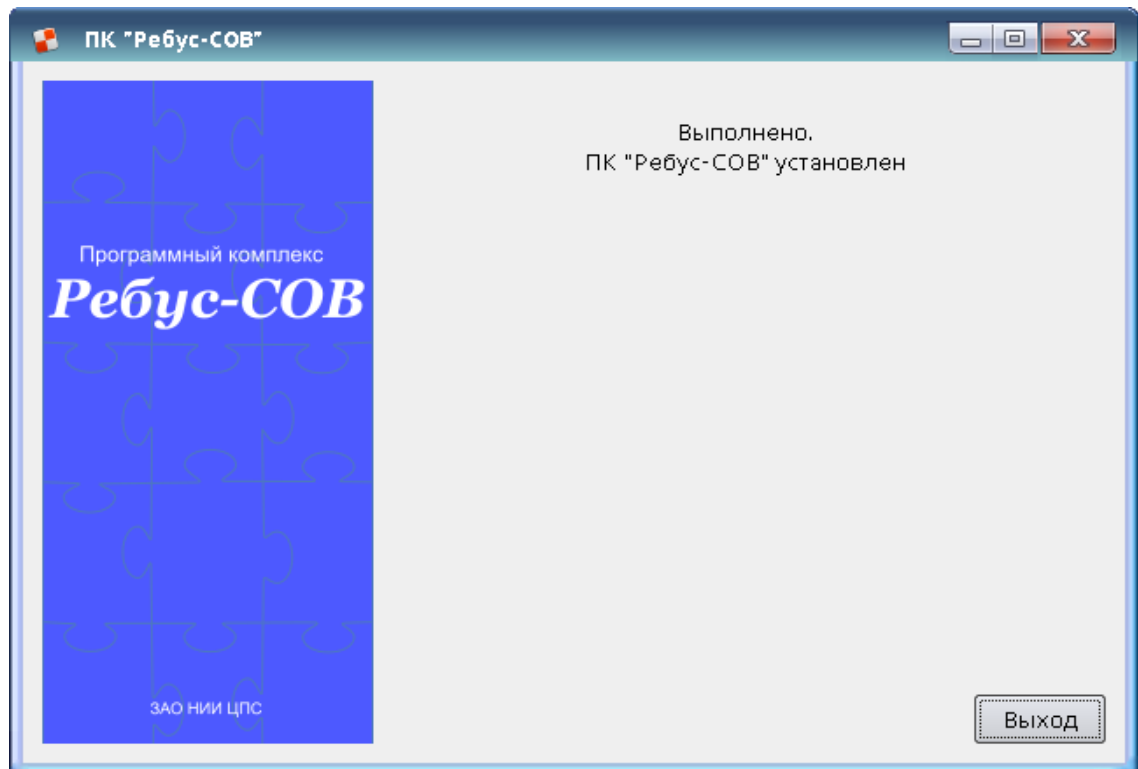 ПК "Ребус-СОВ"
Выполнено.
ПК "Ребус-СОВ" установлен
Программный комплекс
Ребус-СОВ
ЗАО НИИ ЦПС
Выход